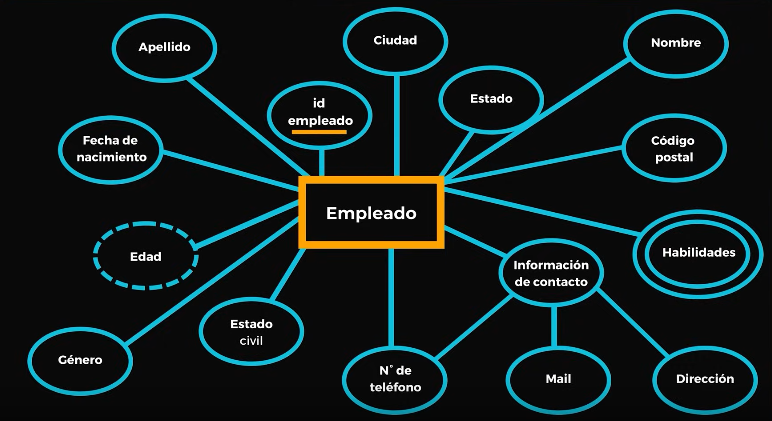 Apellido
Ciudad
Nombre
id
empleado
Estado
Fecha de
nacimiento
Código
postal
Empleado
Edad
Habilidades
Información
de contacto
Estado
civil
Género
N° de
teléfono
Mail
Dirección